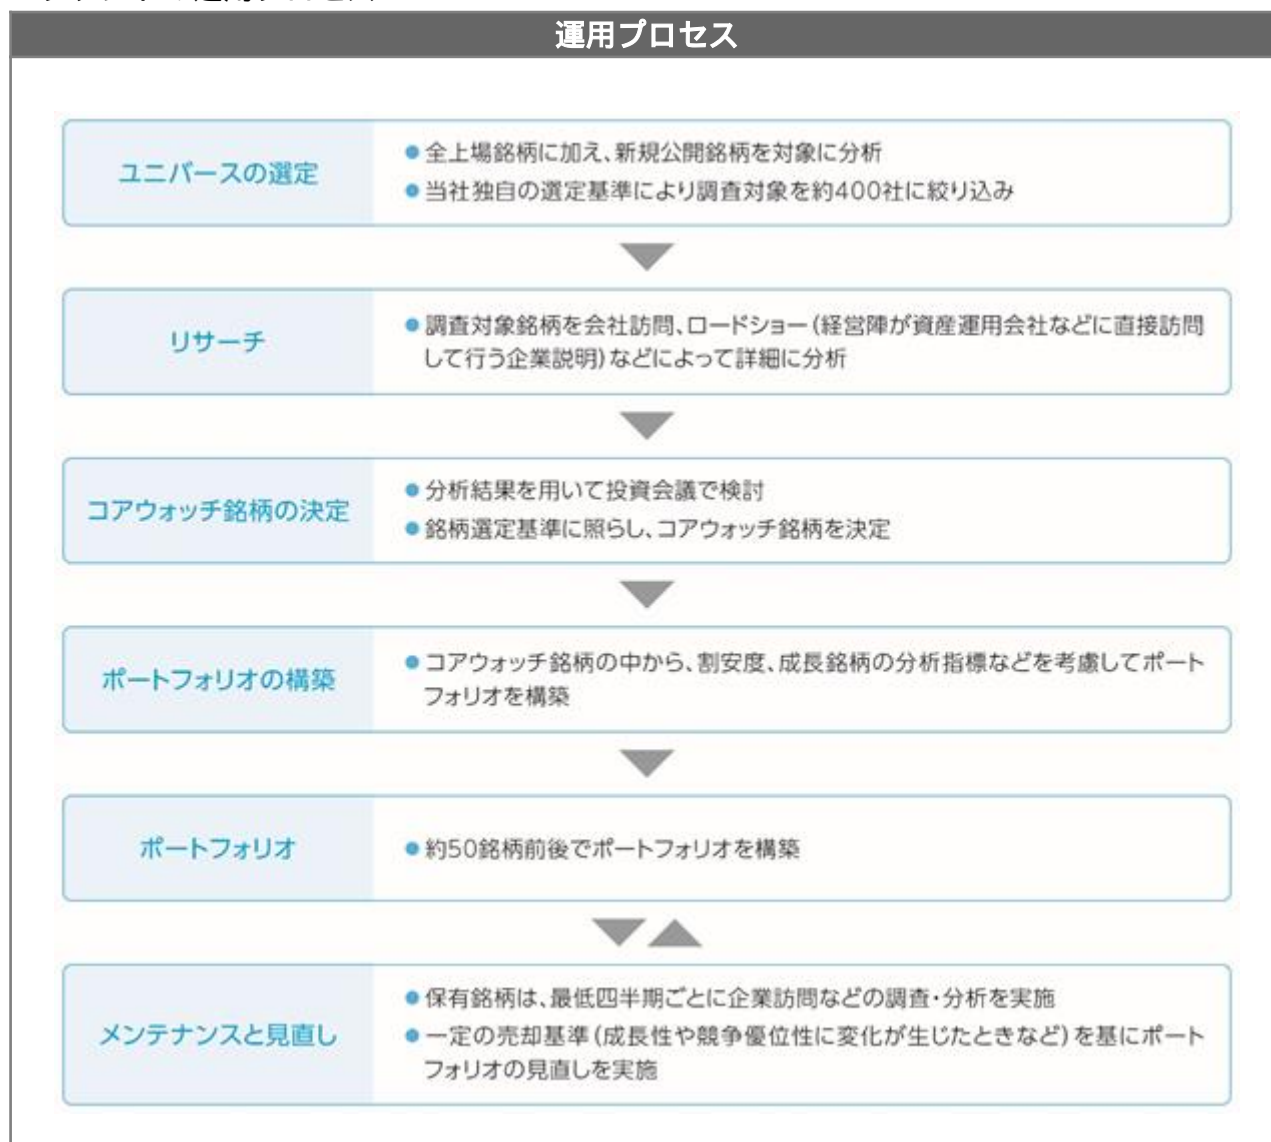 運用プロセス
ユニバースの選定
●全上場銘柄に加え、新規公開銘柄を対象に分析
●当社独自の選定基準により調査対象を約400社に絞り込み
リサーチ
●調査対象銘柄を会社訪問、ロードショー(経営陣が資産運用会社などに直接訪問
して行う企業説明)などによって詳細に分析
コアウォッチ銘柄の決定
●分析結果を用いて投資会議で検討
●銘柄選定基準に照らし、コアウォッチ銘柄を決定
ポートフォリオの構築
●コアウォッチ銘柄の中から、割安度、成長銘柄の分析指標などを考慮してポート
フォリオを構築
ポートフォリオ
●約50銘柄前後でポートフォリオを構築
メンテナンスと見直し
●保有銘柄は、最低四半期ごとに企業訪問などの調査・分析を実施
●一定の売却基準(成長性や競争優位性に変化が生じたときなど)を基にポート
フォリオの見直しを実施